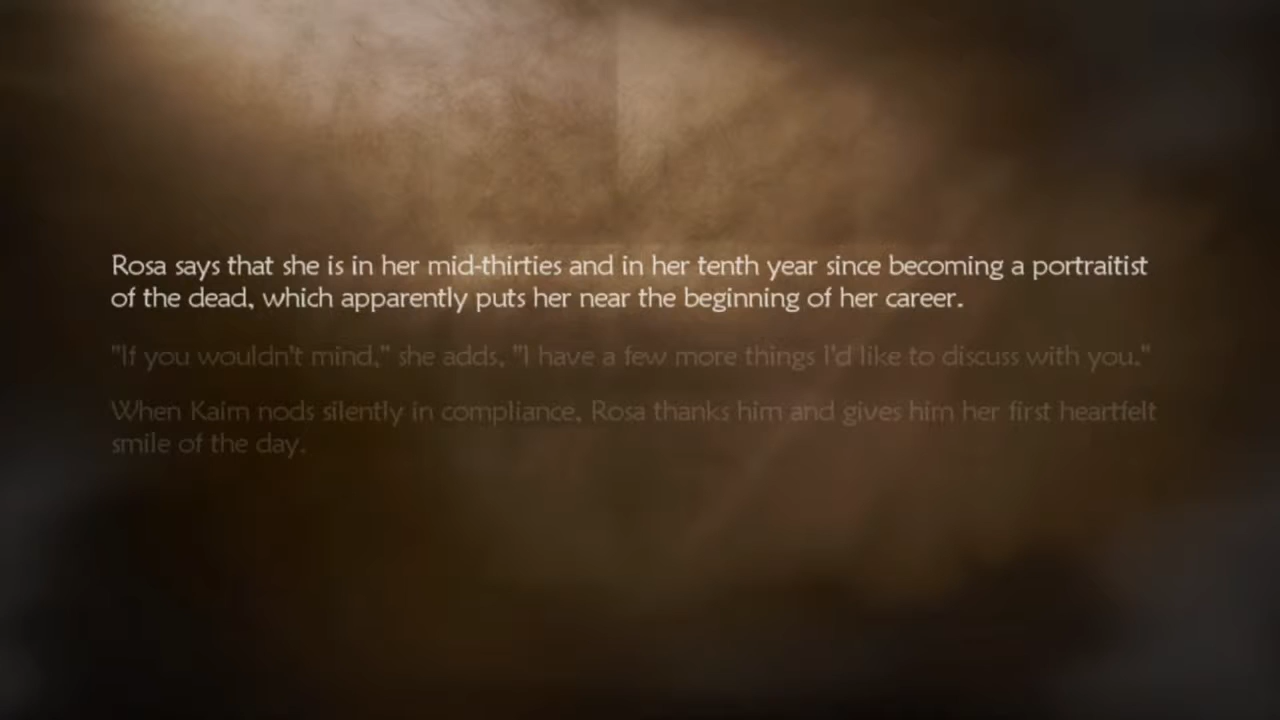 Rosa says that she is in her mid-thirties and in her tenth year since becoming a portraitist
of the dead, which apparently puts her near the beginning of her career.
"If you wouldn't mind," she adds, "I have a few more things I'd like to discuss with you."
When Kaim nods silently in compliance, Rosa thanks him and gives him her first heartfelt
smile of the day.